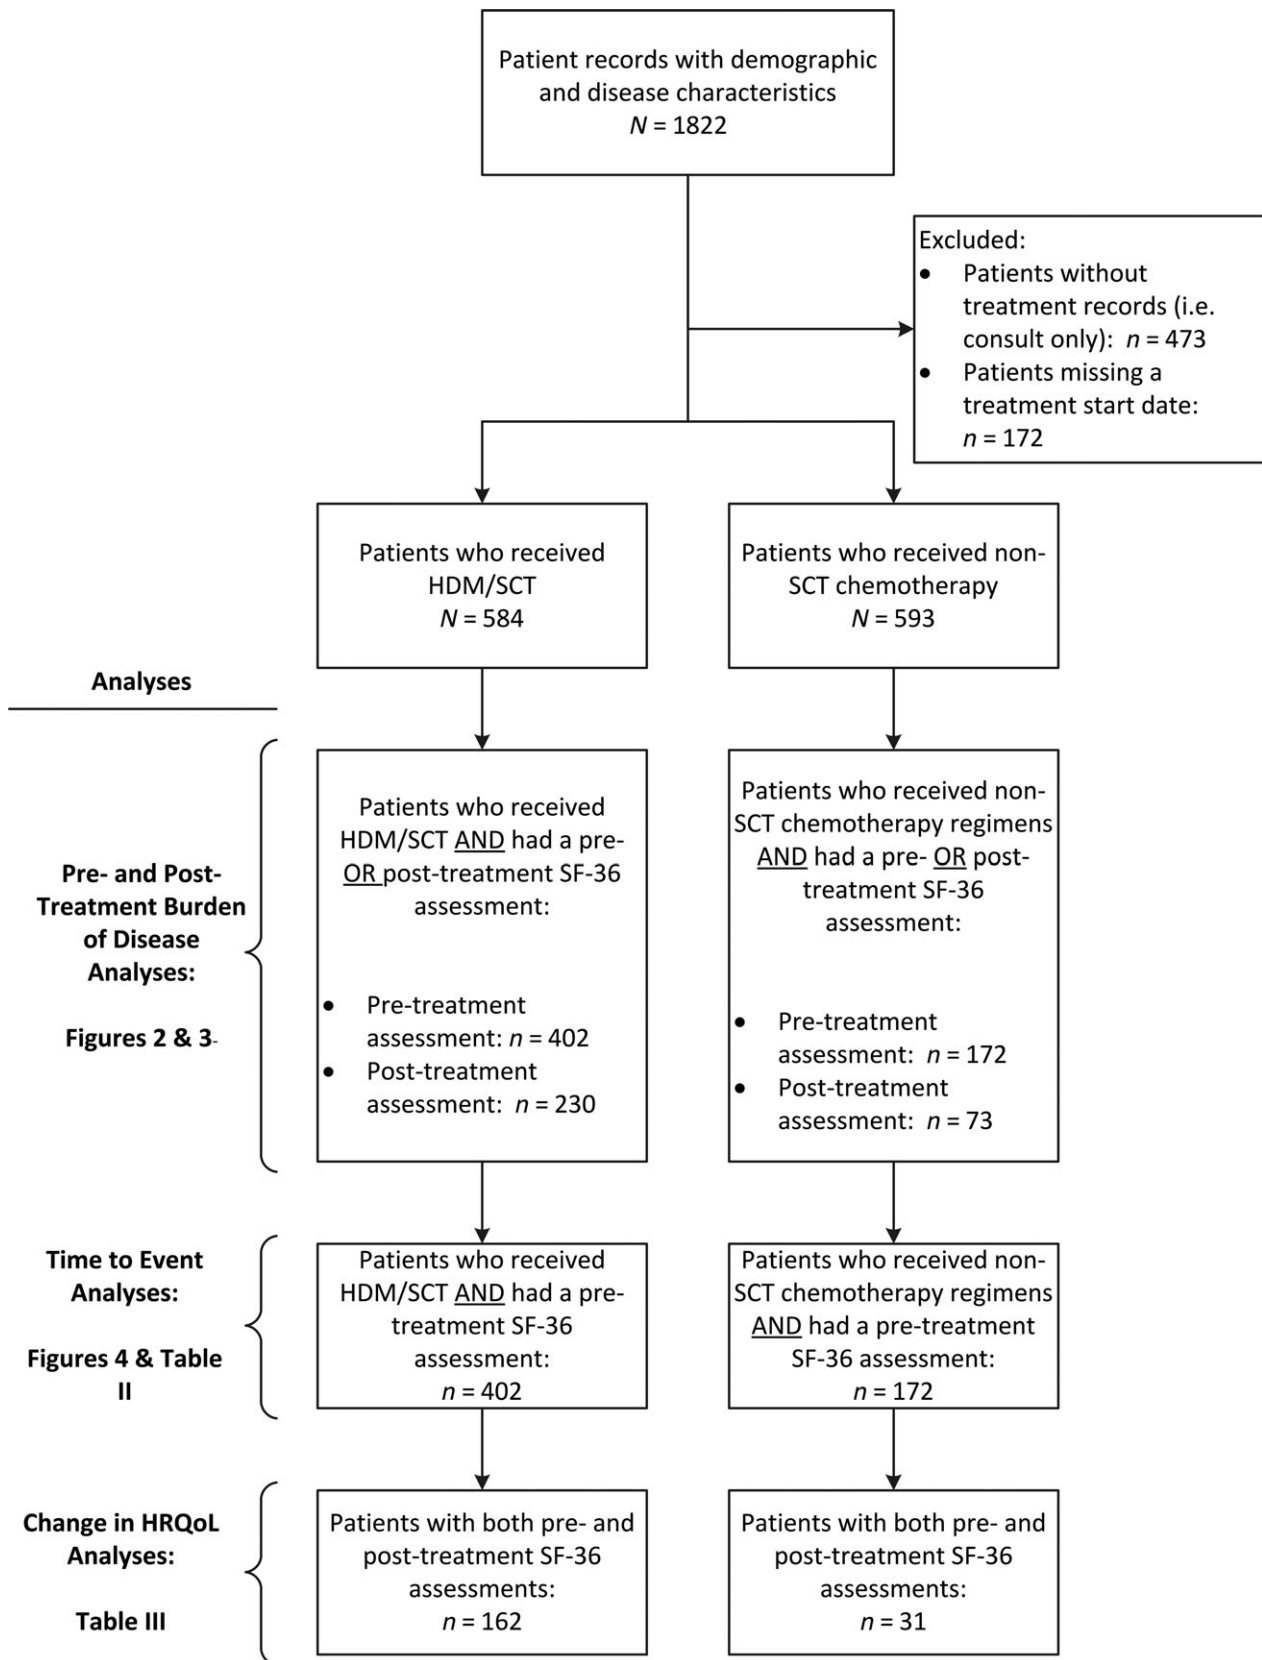 Patient records with demographic
and disease characteristics
N = 1822
Excluded:
• Patients without
treatment records (i.e.
consult only): n = 473
• Patients missing a
treatment start date:
n = 172
Patients who received
HDM/SCT
N = 584
Patients who received non-
SCT chemotherapy
N = 593
Analyses
Pre- and Post-
Treatment Burden
of Disease
Analyses:
Figures 2 & 3-
Patients who received
HDM/SCT AND had a pre-
OR post-treatment SF-36
assessment:
• Pre-treatment
assessment: n = 402
• Post-treatment
assessment: n = 230
Patients who received non-
SCT chemotherapy regimens
AND had a pre- OR post-
treatment SF-36
assessment:
• Pre-treatment
assessment: n = 172
• Post-treatment
assessment: n = 73
Time to Event
Analyses:
Figures 4 & Table
II
Patients who received
HDM/SCT AND had a pre-
treatment SF-36
assessment:
n = 402
Patients who received non-
SCT chemotherapy regimens
AND had a pre-treatment
SF-36 assessment:
n = 172
Change in HRQoL
Analyses:
Table III
Patients with both pre- and
post-treatment SF-36
assessments:
n = 162
Patients with both pre- and
post-treatment SF-36
assessments:
n = 31